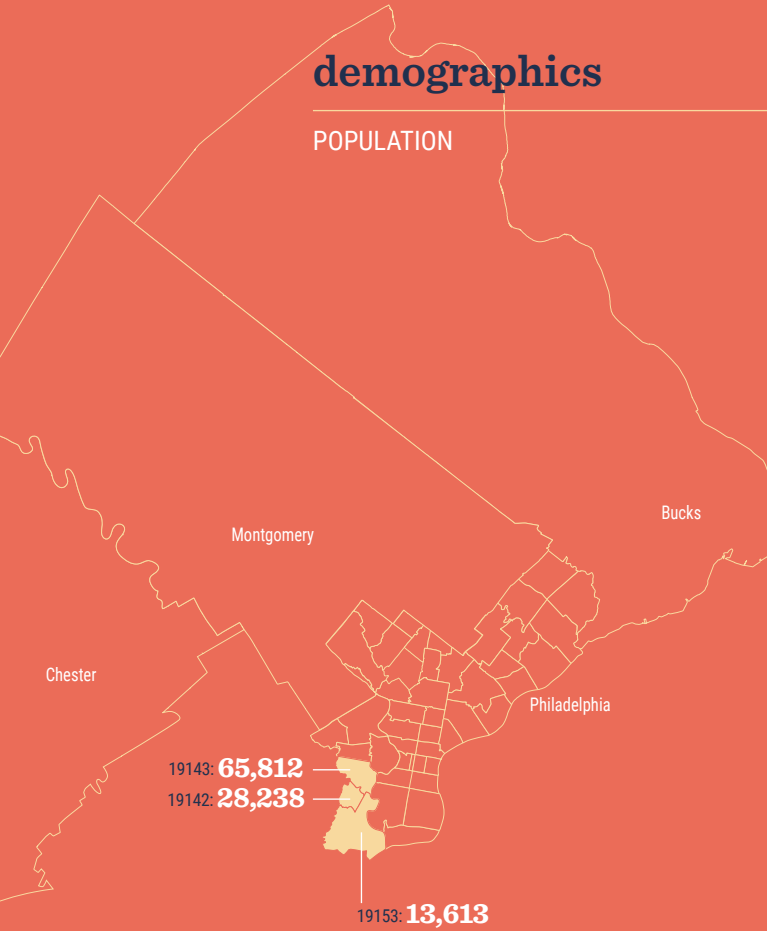 demographics
POPULATION
Bucks
Montgomery
Chester
Philadelphia
19143: 65,812
19142: 28,238
19153: 13,613